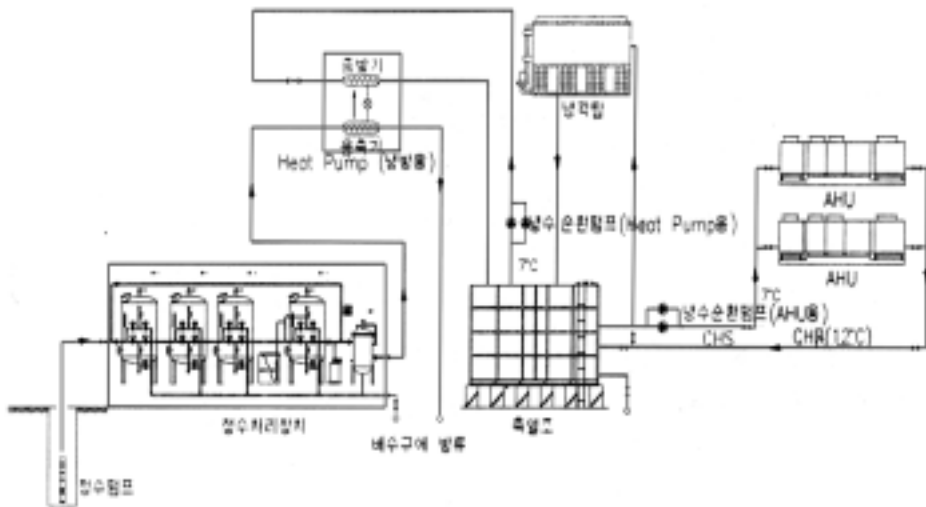 증발기
응축기
Heat Pump (냉방용)
냉각탑
AHU
AHU
냉수순환펌프(Heat Pump용)
7℃
7℃
냉수순환펌프(AHU용)
CHS
CHR(12℃)
정수처리장치
배수구에 방류
축열조
정수펌프